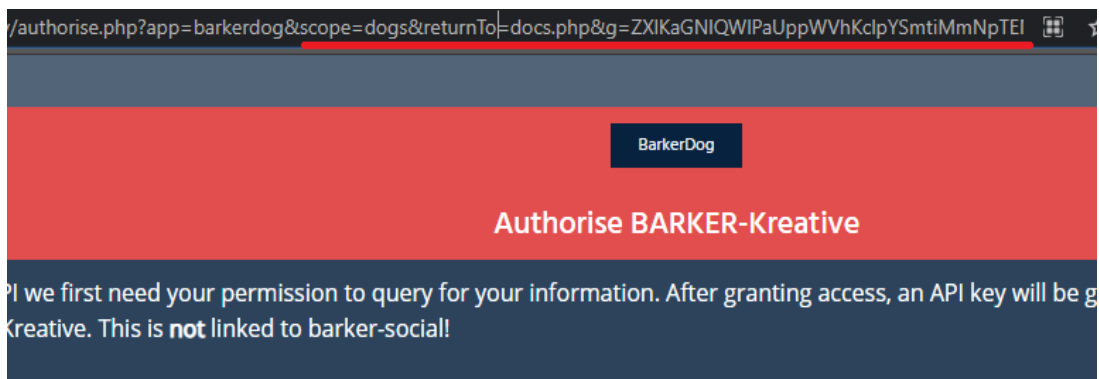 /authorise.php?app=barkerdog&scope=dogs&returnTo=docs.php&g=ZXlKaGNIQWlPaUppWVhKclpYSmtiMmNpTEI
BarkerDog
Authorise BARKER-Kreative
PI we first need your permission to query for your information. After granting access, an API key will be g
Kreative. This is not linked to barker-social!